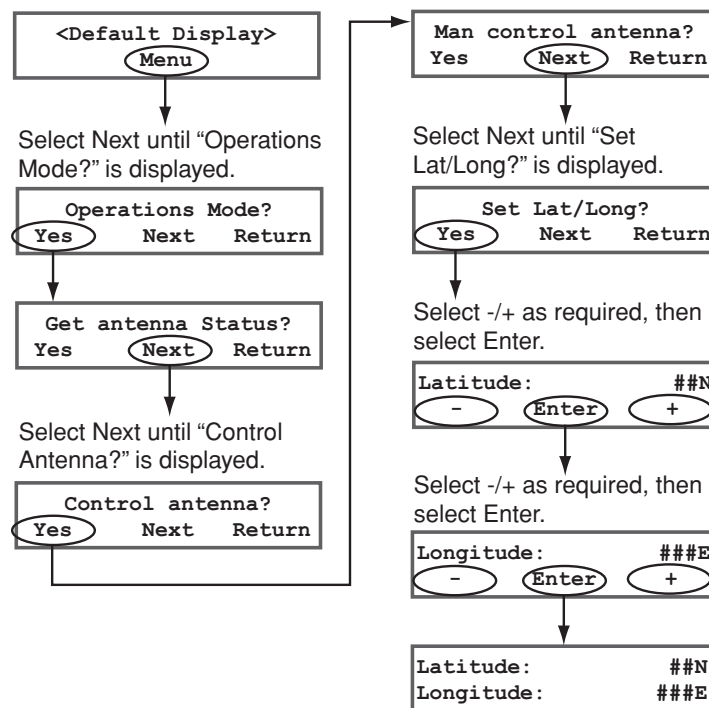 <Default Display>
Menu
Select Next until “Operations
Mode?” is displayed.
Operations Mode?
Yes Next Return
Get antenna Status?
Yes Next Return
Select Next until “Control
Antenna?” is displayed.
Control antenna?
Yes Next Return
Man control antenna?
Yes Next Return
Select Next until “Set
Lat/Long?” is displayed.
Set Lat/Long?
Yes Next Return
Select -/+ as required, then
select Enter.
Latitude: ##N
- Enter +
Select -/+ as required, then
select Enter.
Longitude: ###E
- Enter +
Latitude: ##N
Longitude: ###E